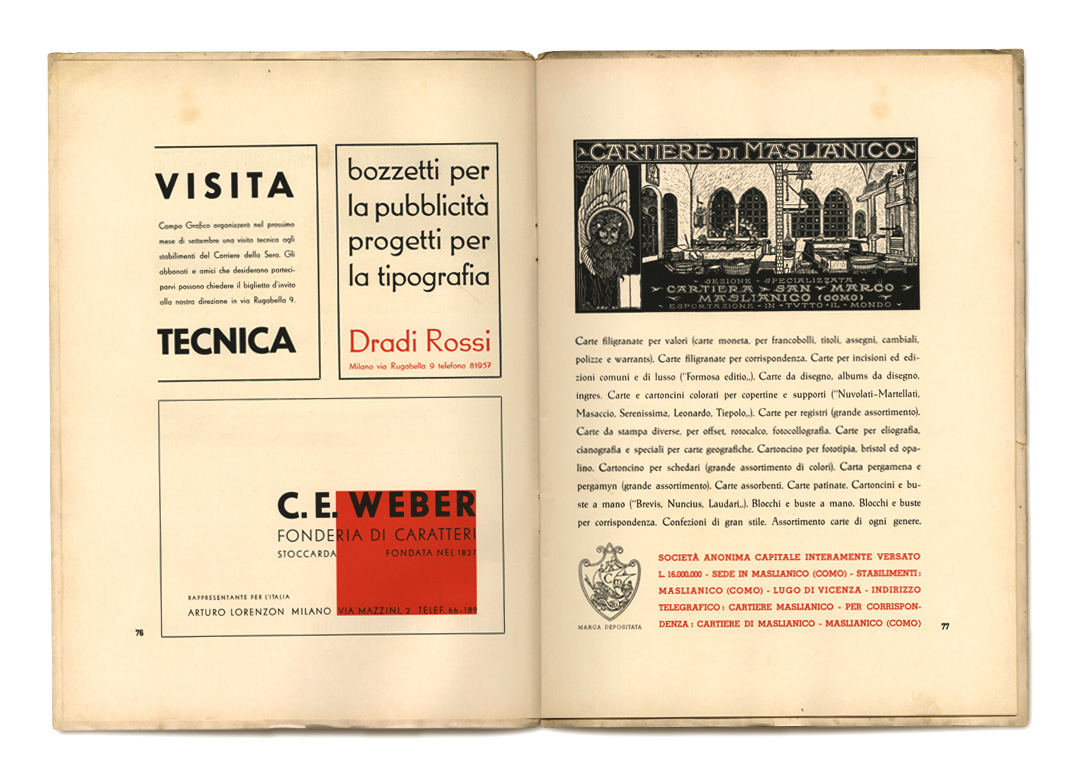 VISITA
Campo Grafico organizzerà nel prossimo
mese di settembre una visita tecnica agli
stabilimenti del Corriere della Sera. Gli
abbonati e amici che desiderano parteci-
parvi possono chiedere il biglietto d'invito
alla nostra direzione in via Rugabella 9.
TECNICA
bozzetti per
la pubblicità
progetti per
la tipografia
Dradi Rossi
Milano via Rugabella 9 telefono 81957
C. E. WEBER
FONDERIA DI CARATTERI
STOCCARDA FONDATA NEL 1827
RAPPRESENTANTE PER L'ITALIA
ARTURO LORENZON MILANO VIA MAZZINI, 2 TELEF. 66-189
76
CARTIERE DI MASLIANICO
SEZIONE - SPECIALIZZATA
CARTIERA SAN MARCO
MASLIANICO (COMO)
ESPORTAZIONE - IN - TVTTO IL - MONDO
Carte filigranate per valori (carte moneta, per francobolli, titoli, assegni, cambiali,
polizze e warrants). Carte filigranate per corrispondenza. Carte per incisioni ed edi-
zioni comuni e di lusso ("Formosa editio,,). Carte da disegno, albums da disegno,
ingres. Carte e cartoncini colorati per copertine e supporti ("Nuvolati-Martellati,
Masaccio, Serenissima, Leonardo, Tiepolo,,). Carte per registri (grande assortimento).
Carte da stampa diverse, per offset, rotocalco, fotocollografia. Carte per eliografia,
cianografia e speciali per carte geografiche. Cartoncino per fototipia, bristol ed opa-
lino. Cartoncino per schedari (grande assortimento di colori). Carta pergamena e
pergamyn (grande assortimento). Carte assorbenti. Carte patinate. Cartoncini e bu-
ste a mano ("Brevis, Nuncius, Laudari,,). Blocchi e buste a mano. Blocchi e buste
per corrispondenza. Confezioni di gran stile. Assortimento carte di ogni genere.
MARCA DEPOSITATA
SOCIETÀ ANONIMA CAPITALE INTERAMENTE VERSATO
L. 16.000.000 - SEDE IN MASLIANICO (COMO) - STABILIMENTI:
MASLIANICO (COMO) - LUGO DI VICENZA - INDIRIZZO
TELEGRAFICO: CARTIERE MASLIANICO - PER CORRISPON-
DENZA: CARTIERE DI MASLIANICO - MASLIANICO (COMO)
77